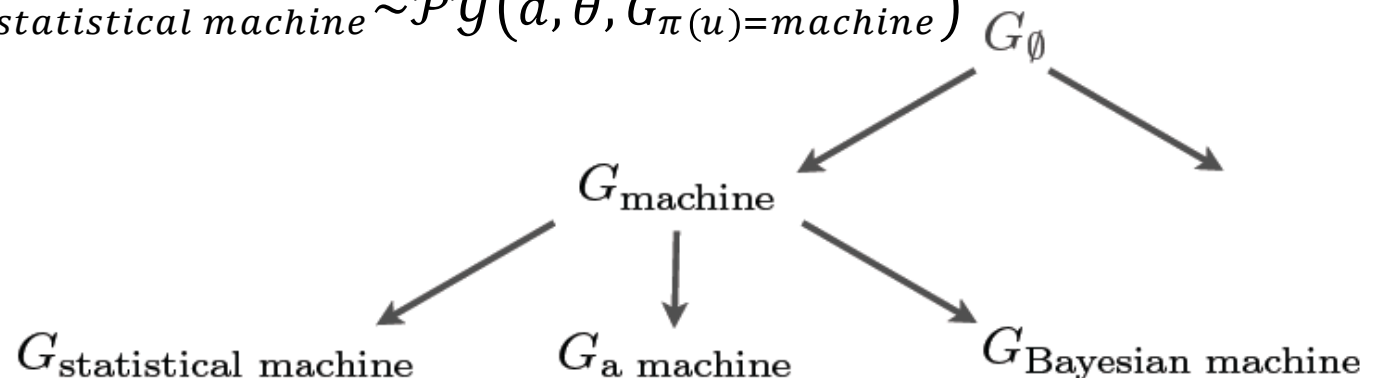 statistical machine~𝒫𝒴(d, θ, G_π(u)=machine)
G_∅
G_machine
G_statistical machine G_a machine G_Bayesian machine